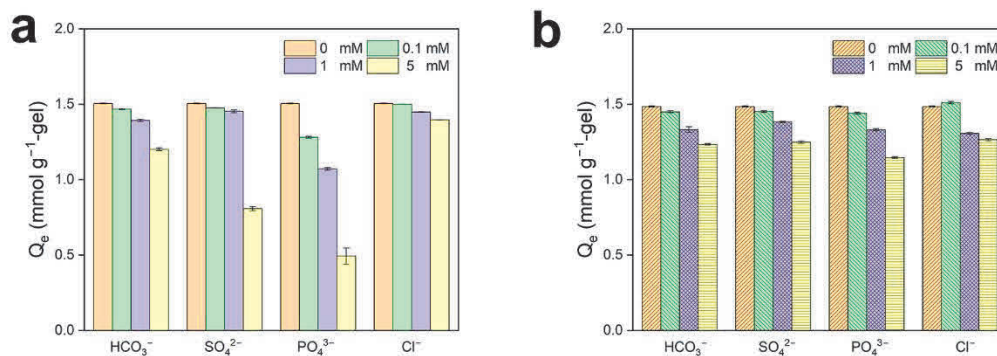 a
2.0
1.5
1.0
0.5
0.0
Qₑ (mmol g⁻¹-gel)
0 mM 0.1 mM
1 mM 5 mM
HCO₃⁻ SO₄²⁻ PO₄³⁻ Cl⁻
b
2.0
1.5
1.0
0.5
0.0
Qₑ (mmol g⁻¹-gel)
0 mM 0.1 mM
1 mM 5 mM
HCO₃⁻ SO₄²⁻ PO₄³⁻ Cl⁻